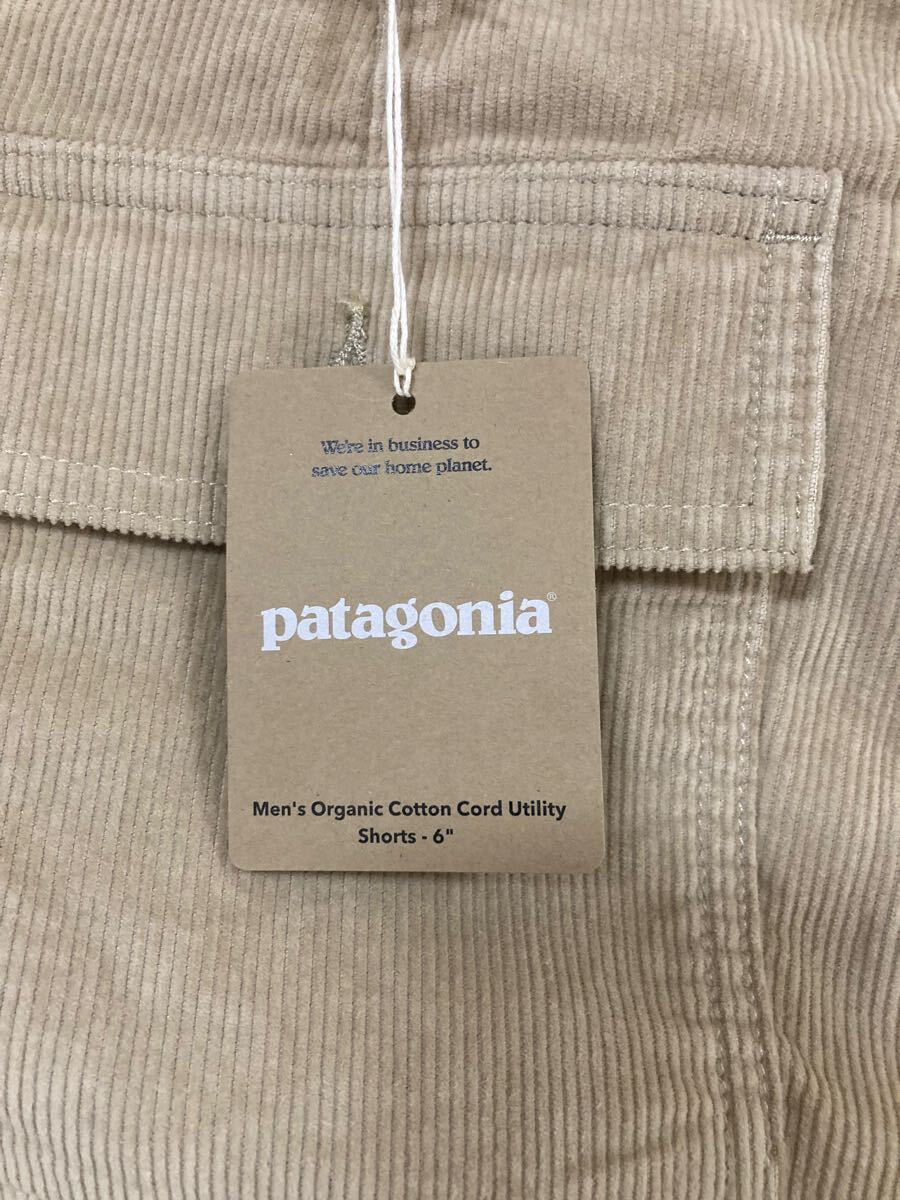 We're in business to
save our home planet.
patagonia®
Men's Organic Cotton Cord Utility
Shorts - 6"